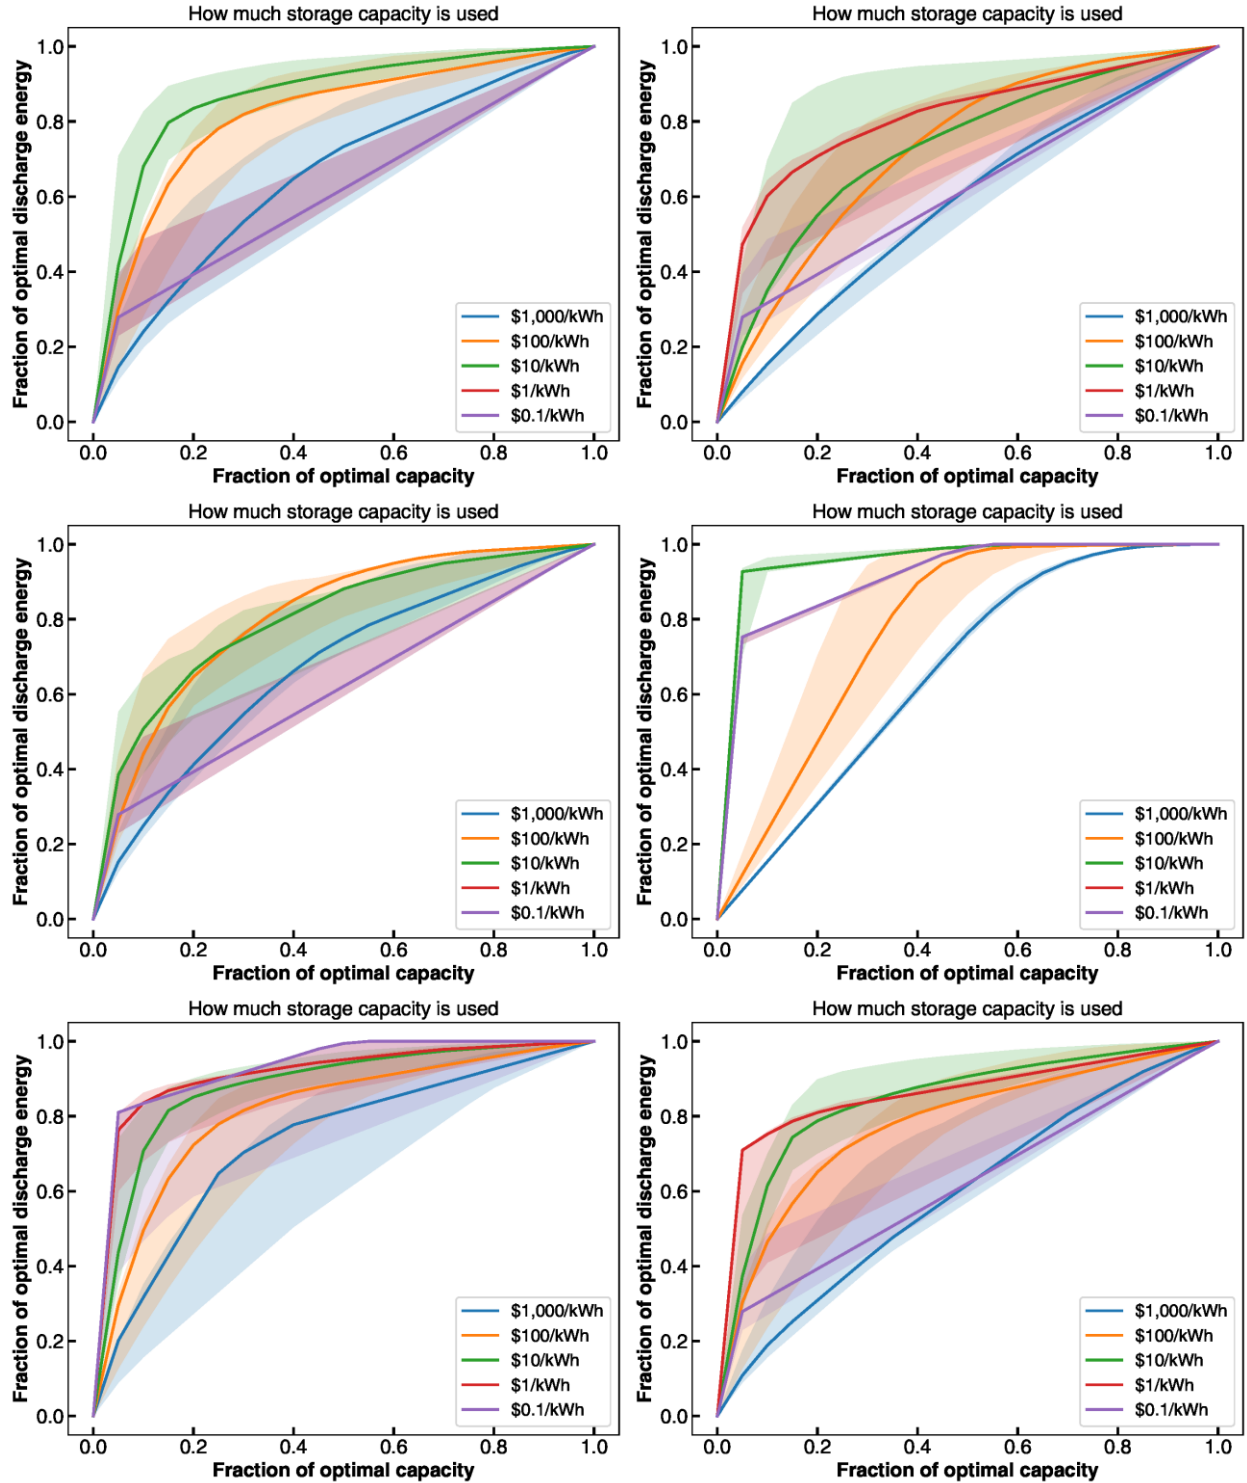 How much storage capacity is used
Fraction of optimal discharge energy
1.0
0.8
0.6
0.4
0.2
0.0
$1,000/kWh
$100/kWh
$10/kWh
$1/kWh
$0.1/kWh
0.0 0.2 0.4 0.6 0.8 1.0
Fraction of optimal capacity
How much storage capacity is used
Fraction of optimal discharge energy
1.0
0.8
0.6
0.4
0.2
0.0
$1,000/kWh
$100/kWh
$10/kWh
$1/kWh
$0.1/kWh
0.0 0.2 0.4 0.6 0.8 1.0
Fraction of optimal capacity
How much storage capacity is used
Fraction of optimal discharge energy
1.0
0.8
0.6
0.4
0.2
0.0
$1,000/kWh
$100/kWh
$10/kWh
$1/kWh
$0.1/kWh
0.0 0.2 0.4 0.6 0.8 1.0
Fraction of optimal capacity
How much storage capacity is used
Fraction of optimal discharge energy
1.0
0.8
0.6
0.4
0.2
0.0
$1,000/kWh
$100/kWh
$10/kWh
$1/kWh
$0.1/kWh
0.0 0.2 0.4 0.6 0.8 1.0
Fraction of optimal capacity
How much storage capacity is used
Fraction of optimal discharge energy
1.0
0.8
0.6
0.4
0.2
0.0
$1,000/kWh
$100/kWh
$10/kWh
$1/kWh
$0.1/kWh
0.0 0.2 0.4 0.6 0.8 1.0
Fraction of optimal capacity
How much storage capacity is used
Fraction of optimal discharge energy
1.0
0.8
0.6
0.4
0.2
0.0
$1,000/kWh
$100/kWh
$10/kWh
$1/kWh
$0.1/kWh
0.0 0.2 0.4 0.6 0.8 1.0
Fraction of optimal capacity